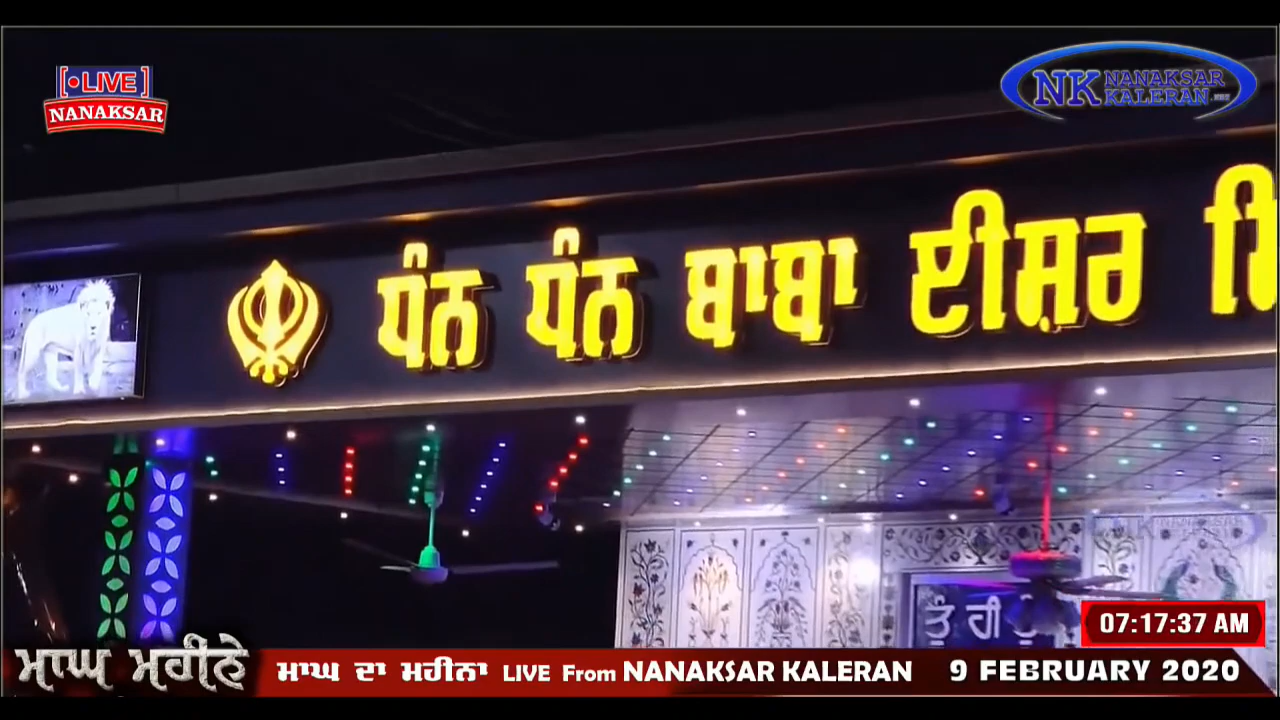 LIVE
NANAKSAR
NK NANAKSAR
KALERAN
ਧੰਨ ਧੰਨ ਬਾਬਾ ਈਸ਼ਰ
ਤੂੰ ਹੀ
07:17:37 AM
ਮਾਘ ਮਹੀਨੇ
ਮਾਘ ਦਾ ਮਹੀਨਾ LIVE From NANAKSAR KALERAN 9 FEBRUARY 2020